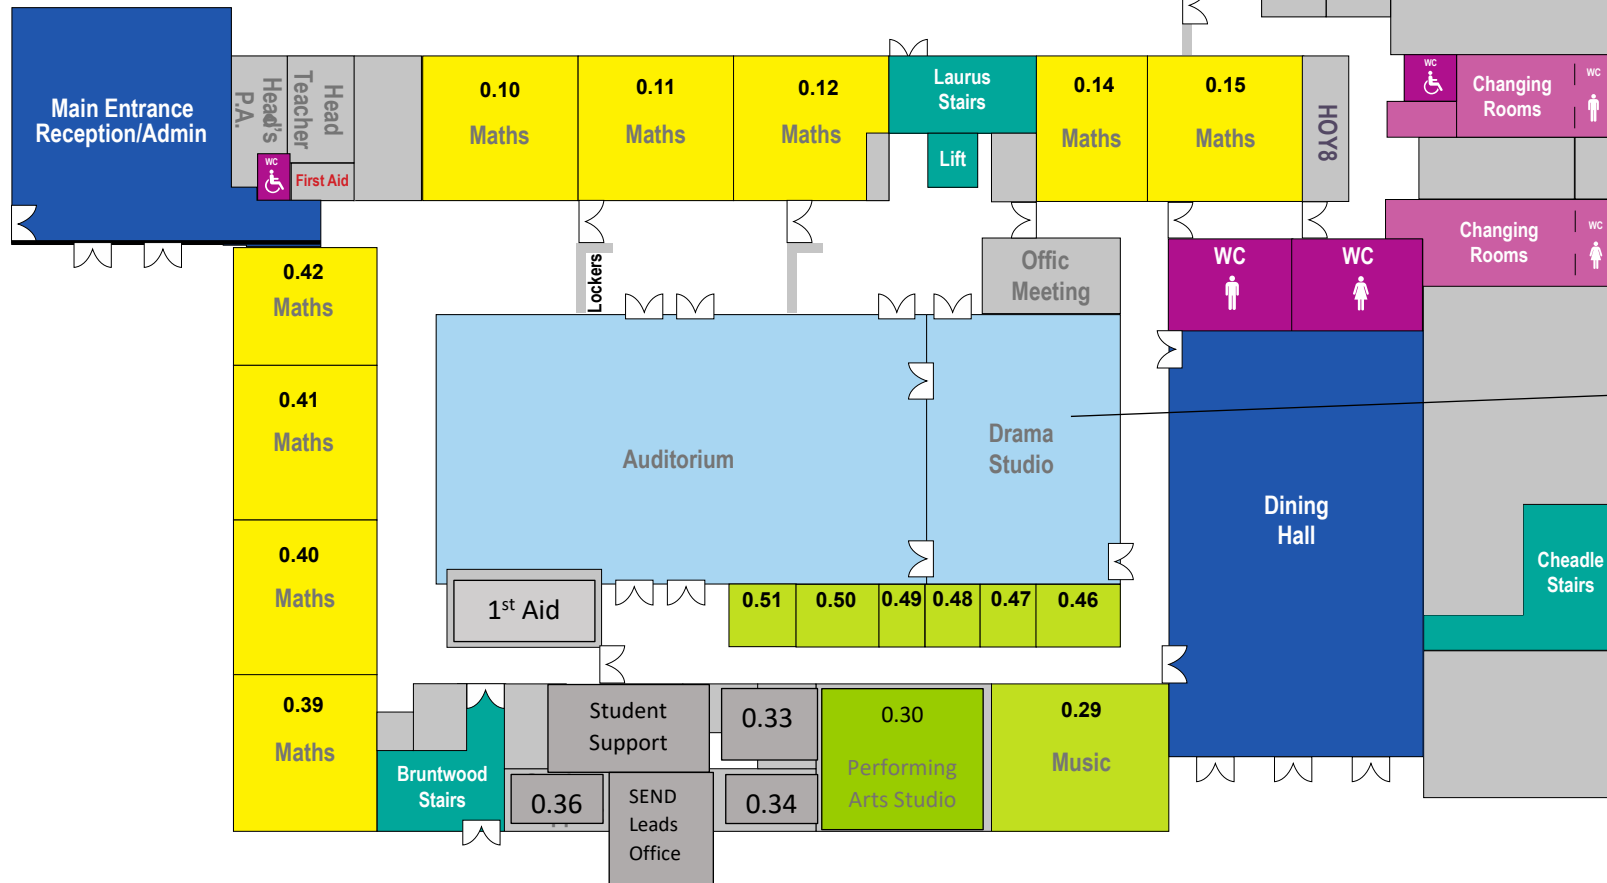 Main Entrance
Reception/Admin
Head's
P.A.
Head
Teacher
WC
First Aid
0.10
Maths
0.11
Maths
0.12
Maths
Laurus
Stairs
Lift
0.14
Maths
0.15
Maths
HOY8
WC
Changing
Rooms
WC
Changing
Rooms
WC
0.42
Maths
Lockers
Offic
Meeting
WC
WC
0.41
Maths
Auditorium
Drama
Studio
Dining
Hall
0.40
Maths
1st Aid
0.51
0.50
0.49
0.48
0.47
0.46
Cheadle
Stairs
0.39
Maths
Bruntwood
Stairs
Student
Support
0.33
0.30
Performing
Arts Studio
0.29
Music
0.36
SEND
Leads
Office
0.34